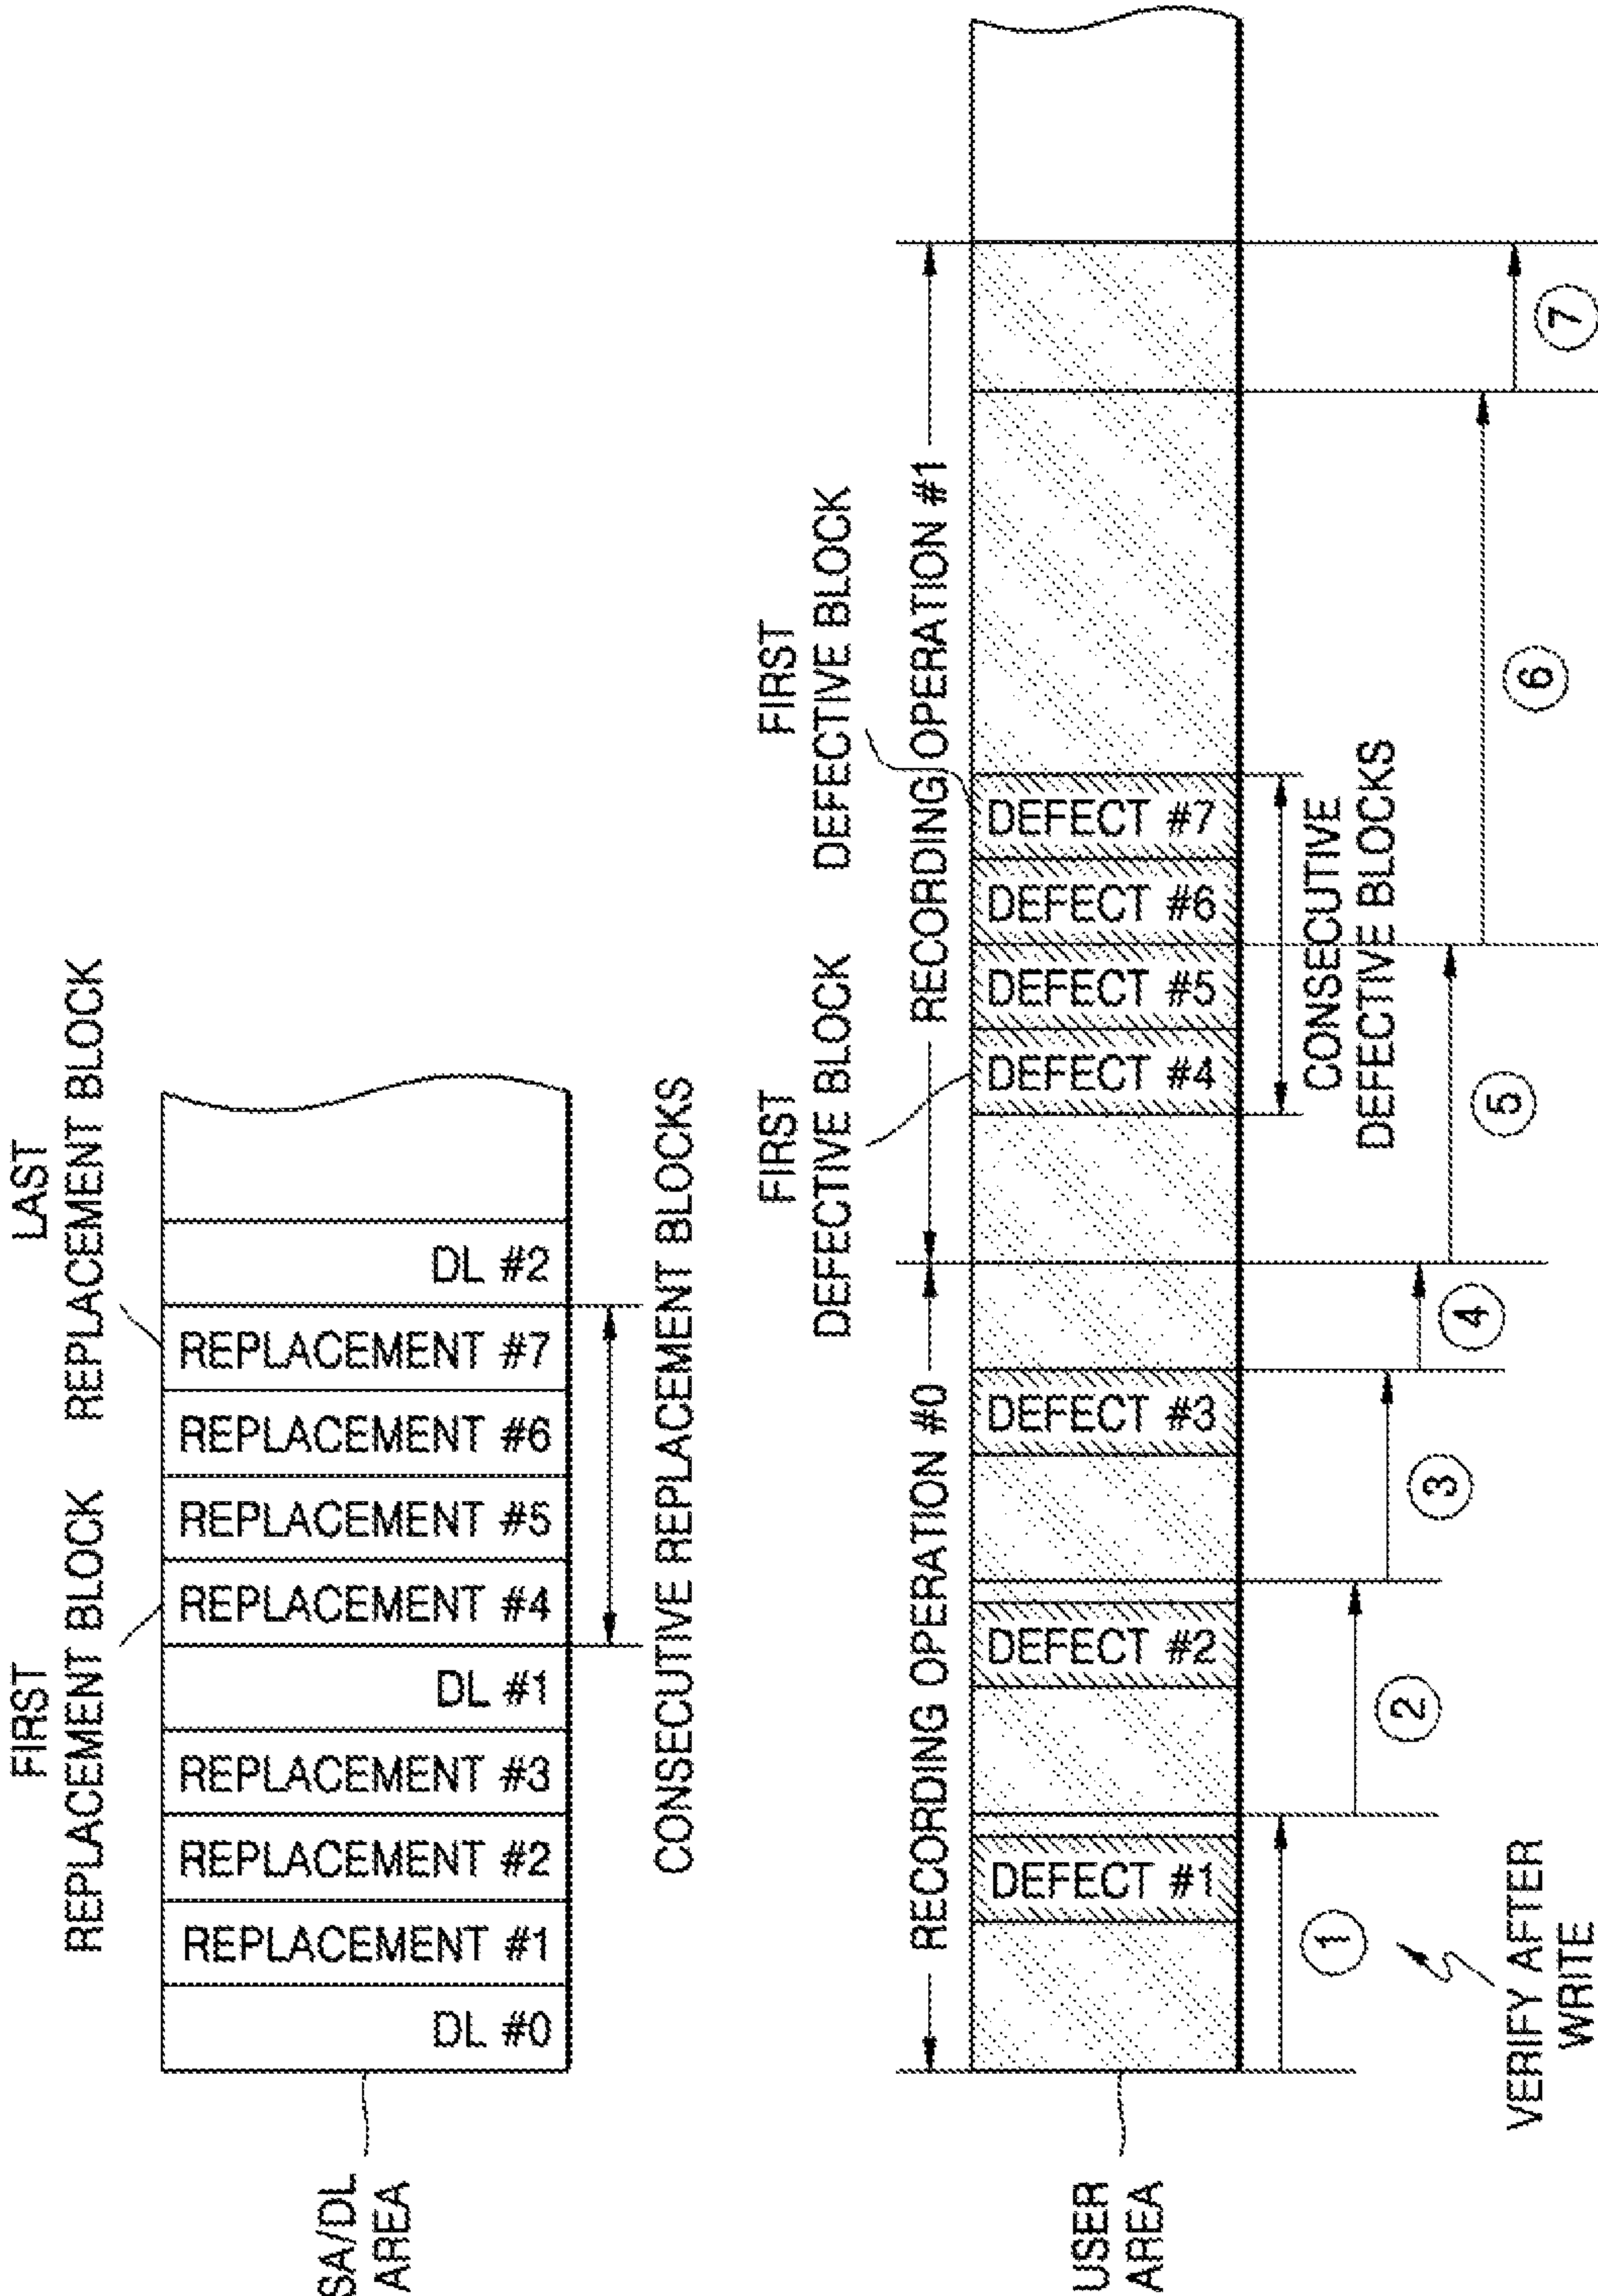 FIRST
REPLACEMENT BLOCK
LAST
REPLACEMENT BLOCK
DL #0
REPLACEMENT #1
REPLACEMENT #2
REPLACEMENT #3
DL #1
REPLACEMENT #4
REPLACEMENT #5
REPLACEMENT #6
REPLACEMENT #7
DL #2
SA/DL
AREA
CONSECUTIVE REPLACEMENT BLOCKS
FIRST
DEFECTIVE BLOCK
FIRST
DEFECTIVE BLOCK
RECORDING OPERATION #0
RECORDING OPERATION #1
DEFECT #1
DEFECT #2
DEFECT #3
DEFECT #4
DEFECT #5
DEFECT #6
DEFECT #7
USER
AREA
CONSECUTIVE
DEFECTIVE BLOCKS
1
2
3
4
5
6
7
VERIFY AFTER
WRITE